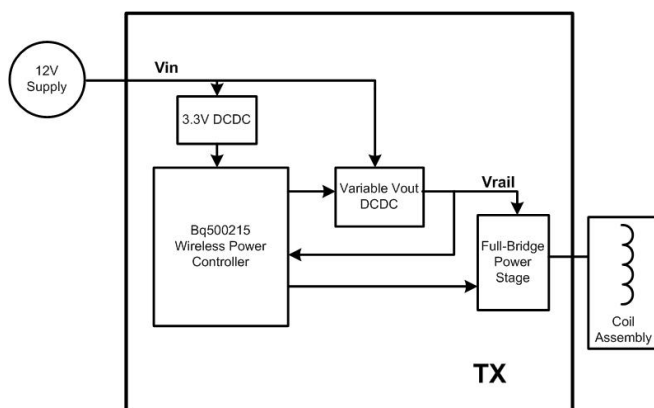 12V
Supply
Vin
3.3V DCDC
Bq500215
Wireless Power
Controller
Variable Vout
DCDC
Vrail
Full-Bridge
Power
Stage
Coil
Assembly
TX